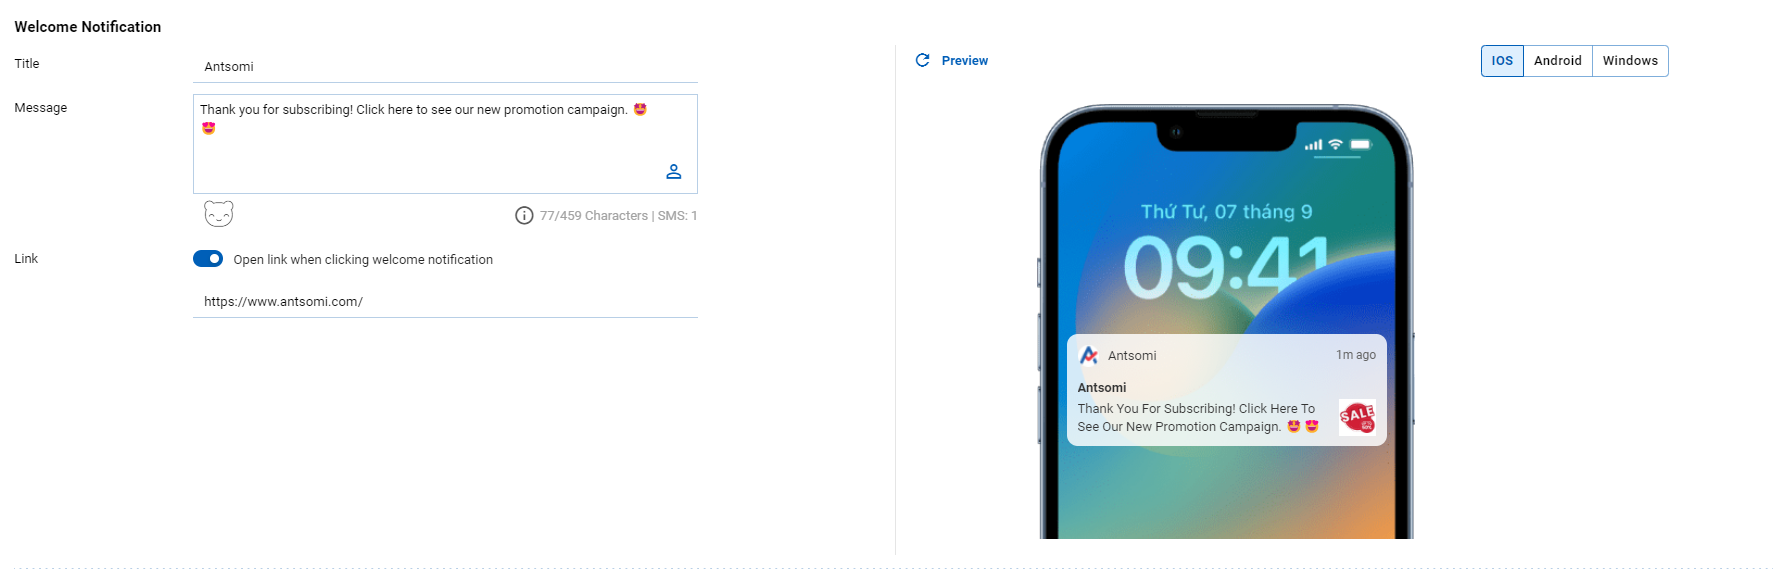 Welcome Notification
Title
Antsomi
Message
Thank you for subscribing! Click here to see our new promotion campaign. 🤩
😍
77/459 Characters | SMS: 1
Link
Open link when clicking welcome notification
https://www.antsomi.com/
Preview
IOS
Android
Windows
Thứ Tư, 07 tháng 9
09:41
Antsomi
1m ago
Antsomi
Thank You For Subscribing! Click Here To
See Our New Promotion Campaign. 🤩 😍
SALE
UP TO
50%